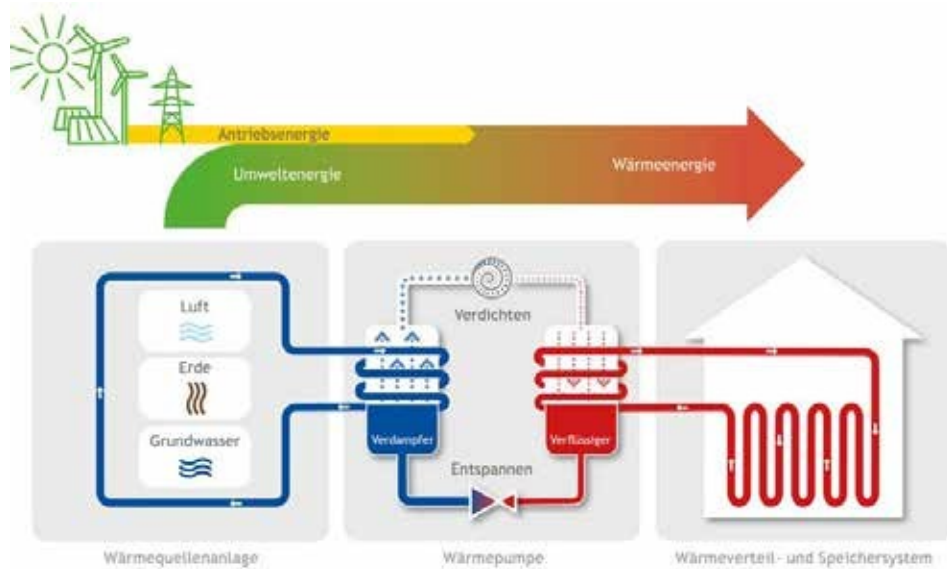 Antriebsenergie
Umweltenergie
Wärmeenergie
Luft
Erde
Grundwasser
Verdichten
Verdampfer
Verflüssiger
Entspannen
Wärmequellenanlage
Wärmepumpe
Wärmeverteil- und Speichersystem